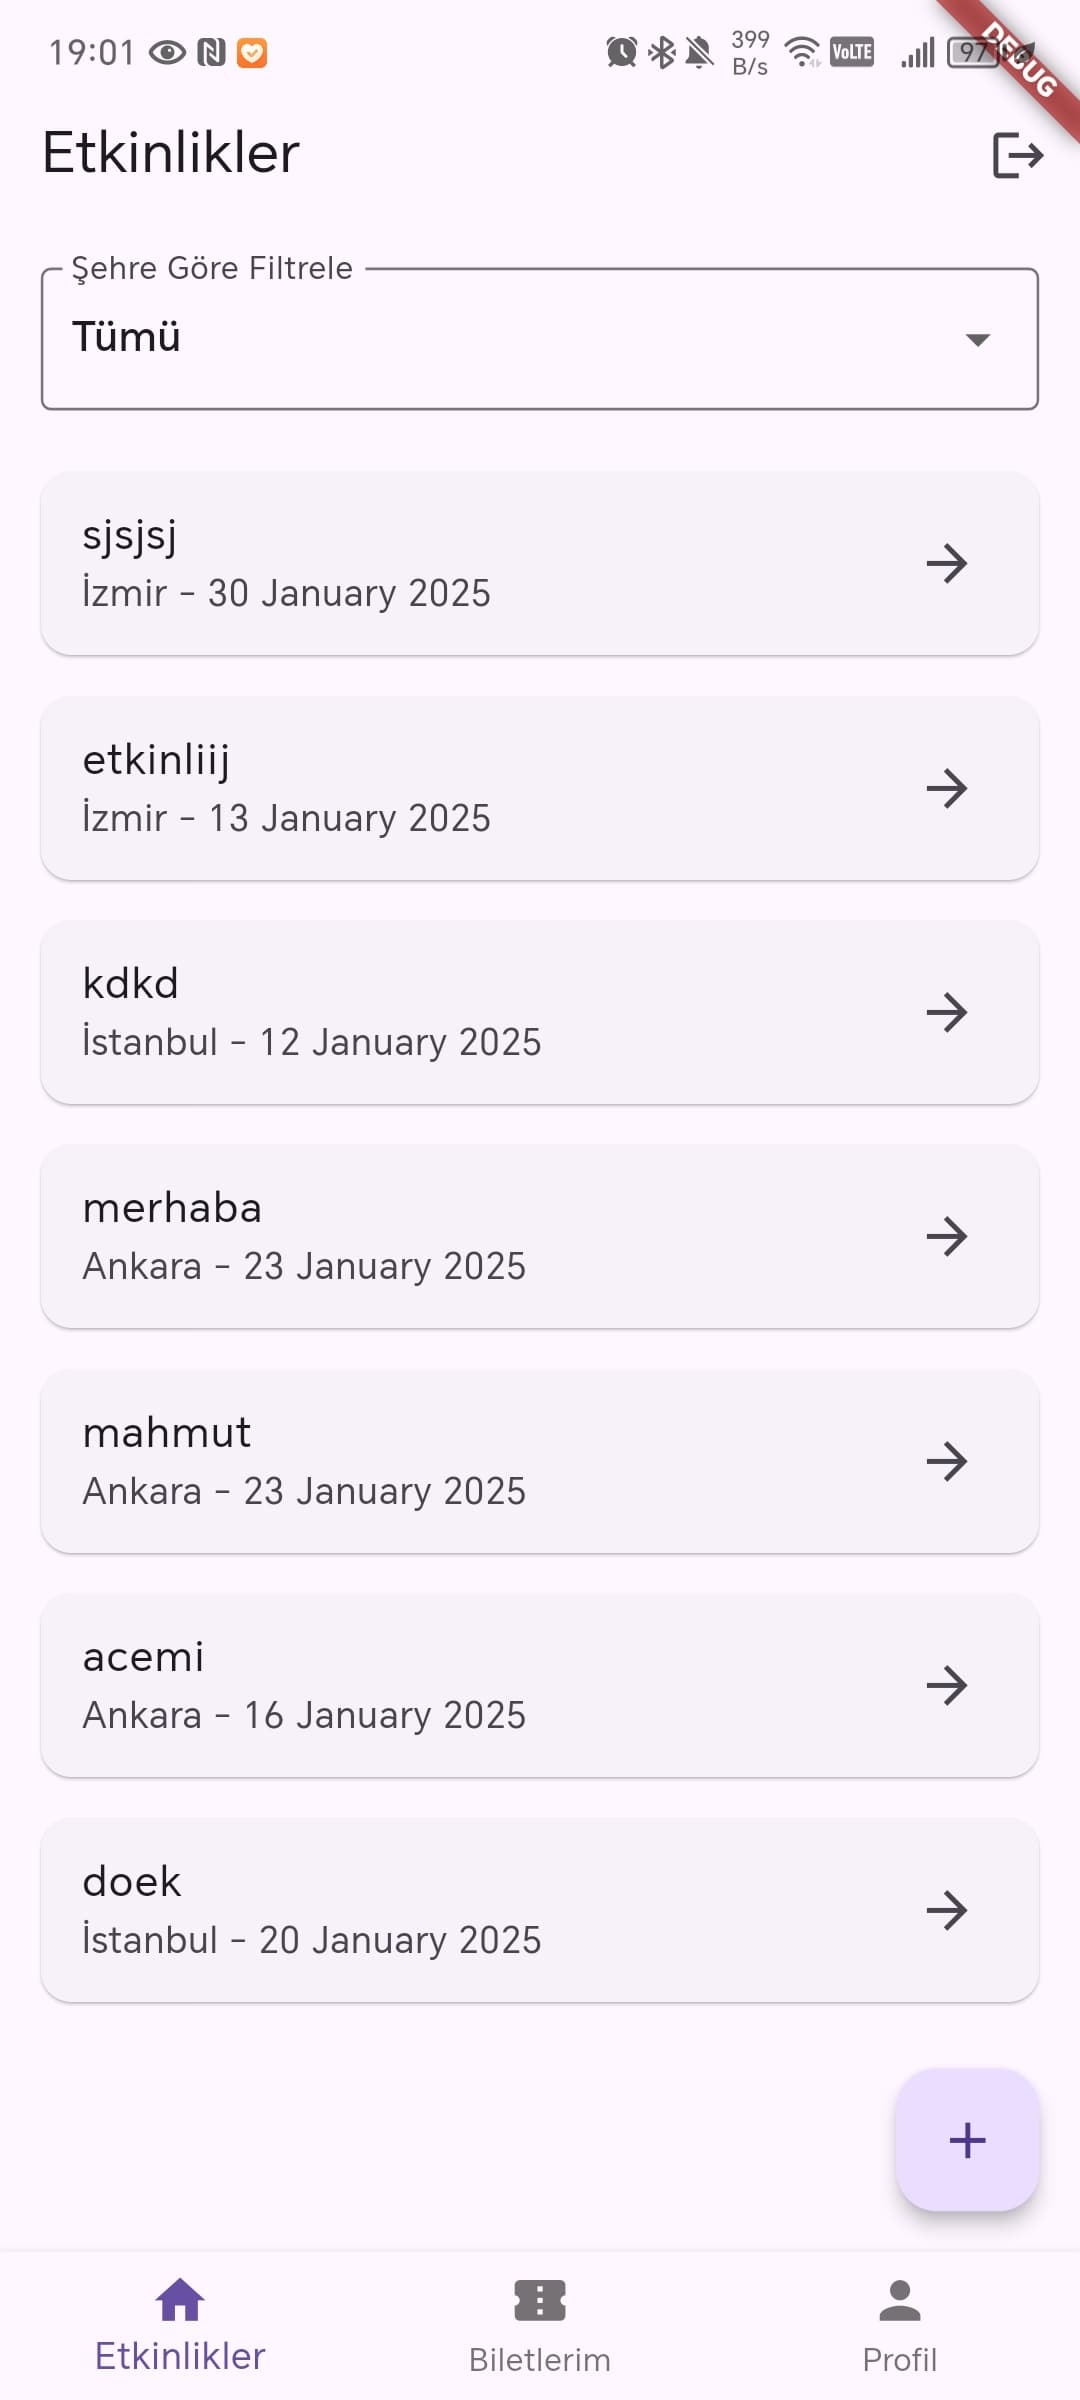 19:01
399
B/s
VoLTE
97
DEBUG
Etkinlikler
Şehre Göre Filtrele
Tümü
sjsjsj
İzmir - 30 January 2025
etkinliij
İzmir - 13 January 2025
kdkd
İstanbul - 12 January 2025
merhaba
Ankara - 23 January 2025
mahmut
Ankara - 23 January 2025
acemi
Ankara - 16 January 2025
doek
İstanbul - 20 January 2025
Etkinlikler
Biletlerim
Profil